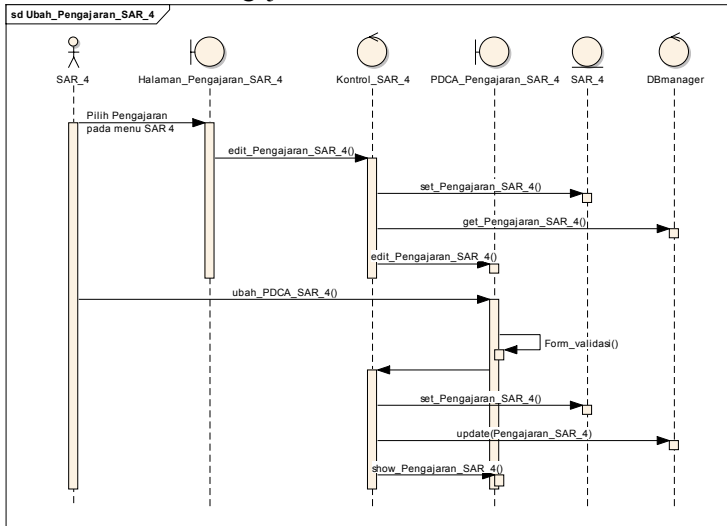 sd Ubah_Pengajaran_SAR_4
SAR_4
Halaman_Pengajaran_SAR_4
Kontrol_SAR_4
PDCA_Pengajaran_SAR_4
SAR_4
DBmanager
Pilih Pengajaran
pada menu SAR 4
edit_Pengajaran_SAR_4()
set_Pengajaran_SAR_4()
get_Pengajaran_SAR_4()
edit_Pengajaran_SAR_4()
ubah_PDCA_SAR_4()
Form_validasi()
set_Pengajaran_SAR_4()
update(Pengajaran_SAR_4)
show_Pengajaran_SAR_4()